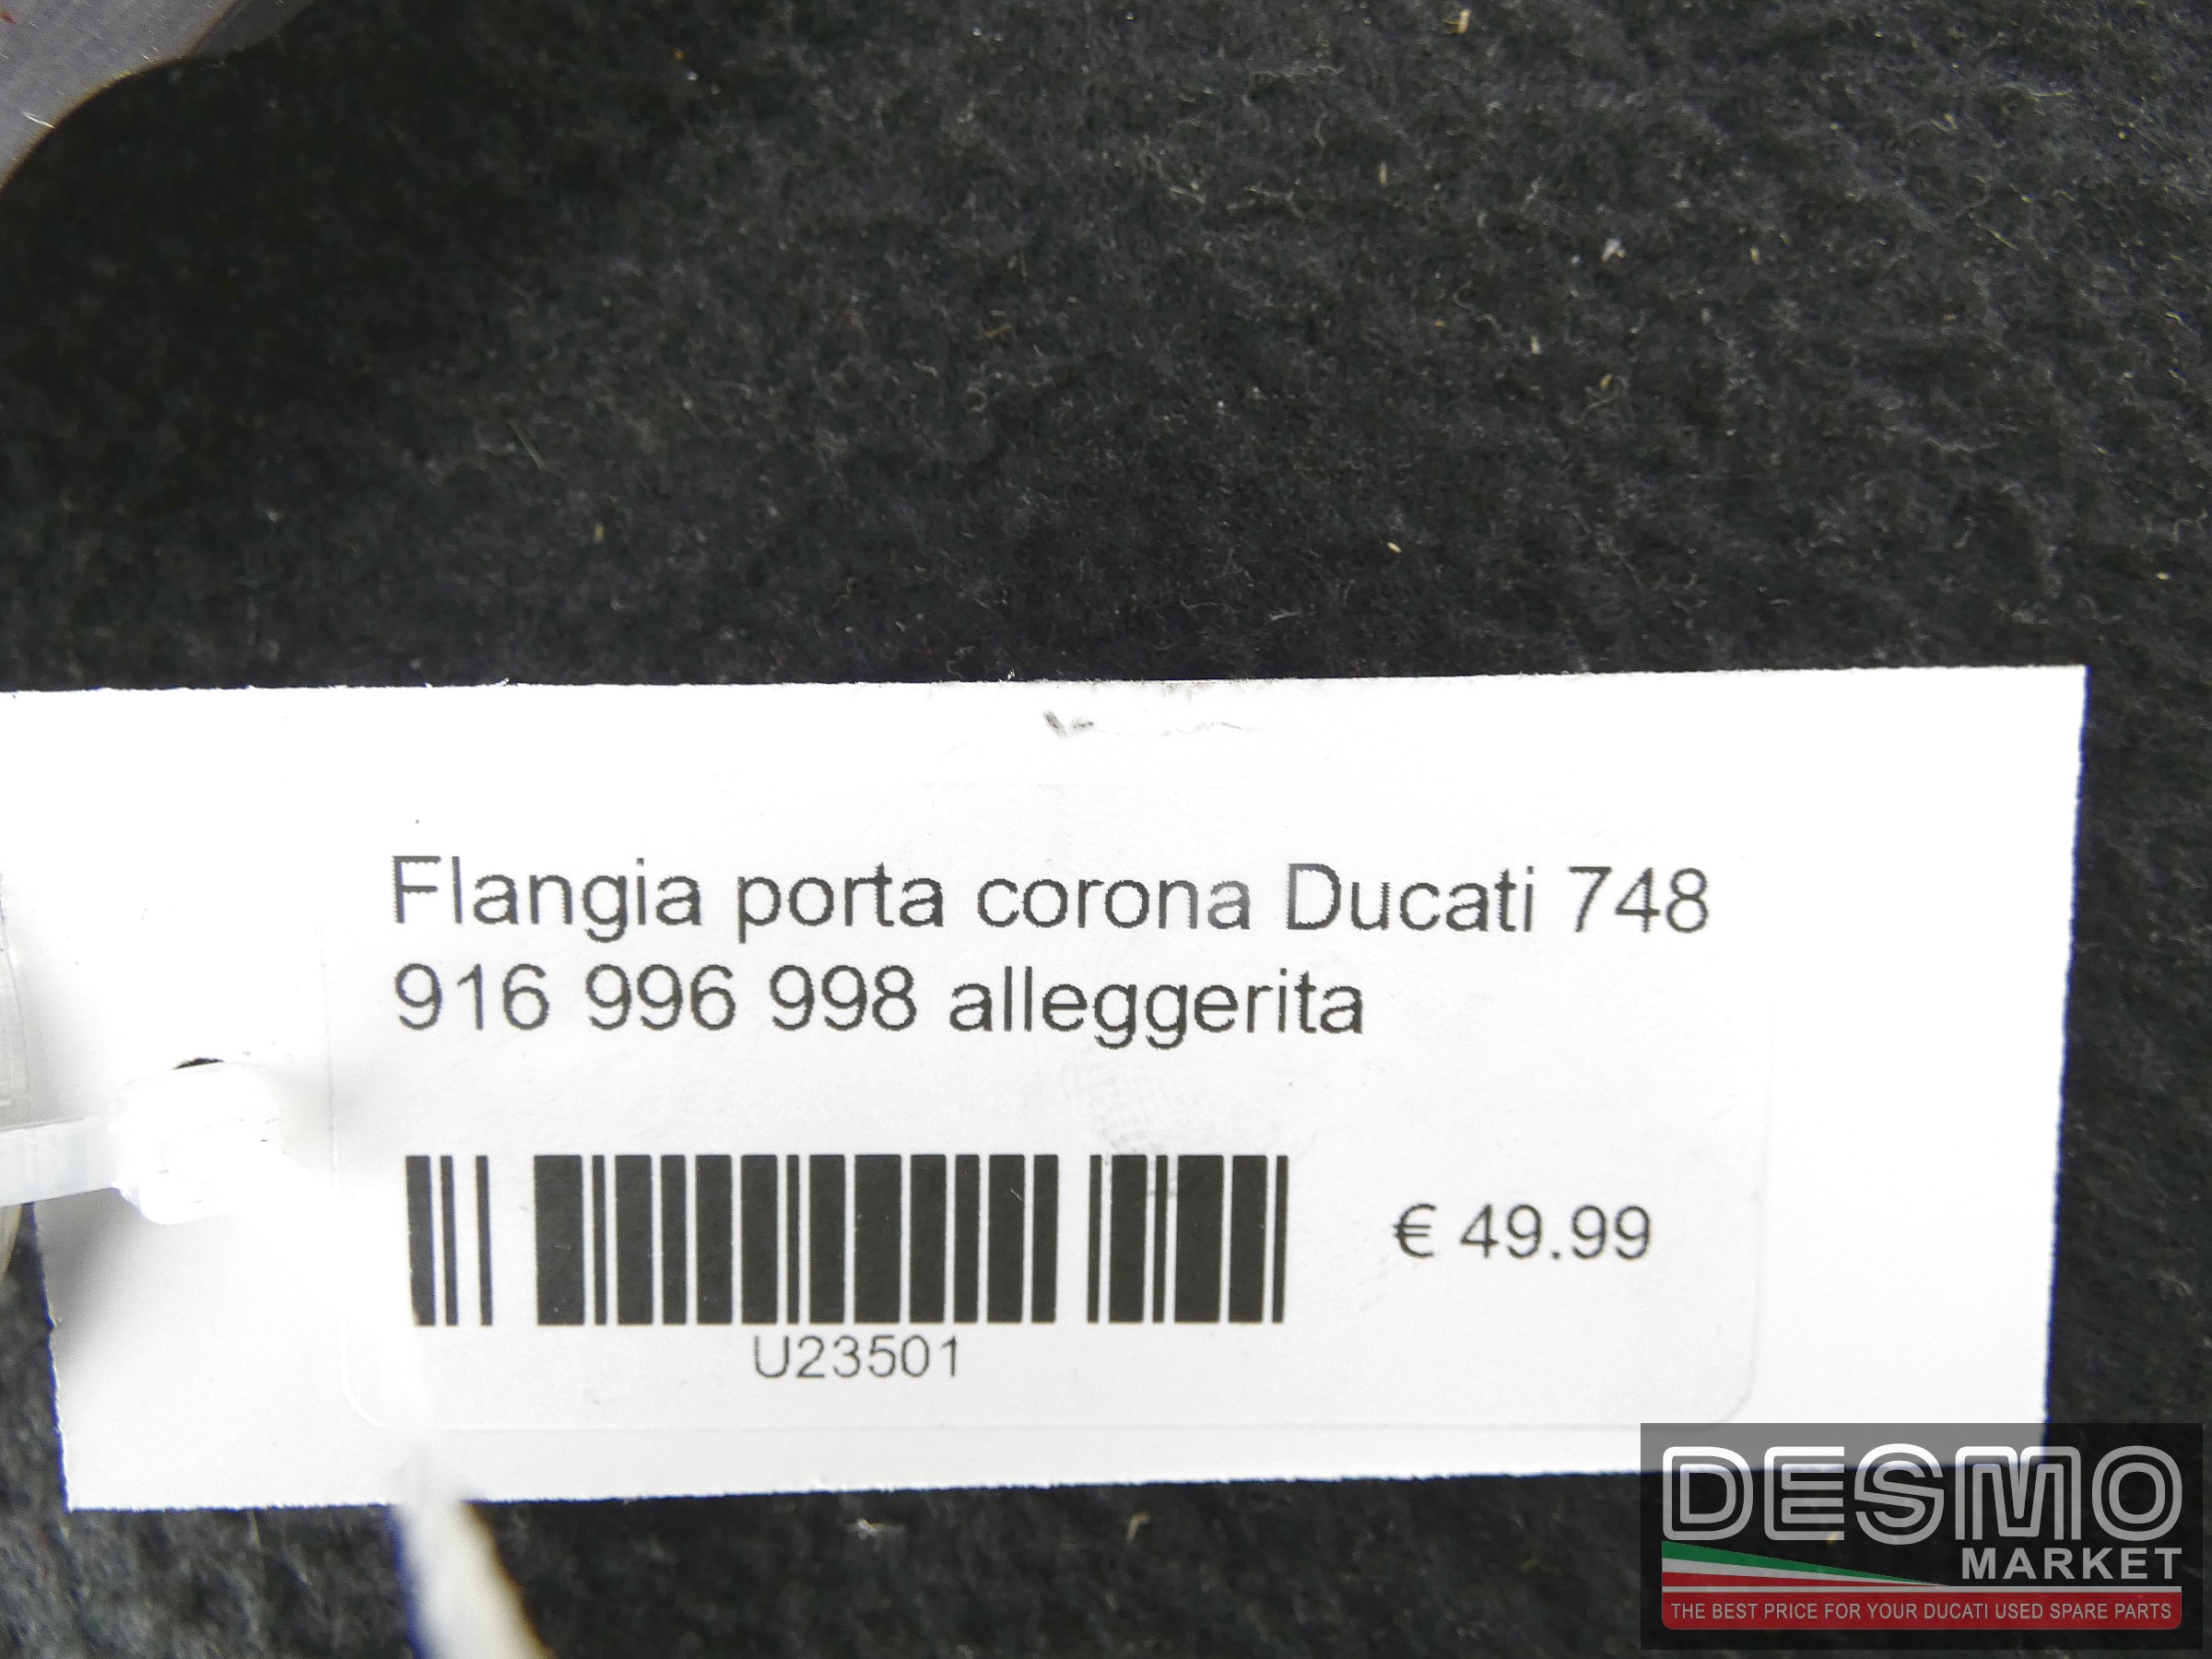 Flangia porta corona Ducati 748
916 996 998 alleggerita
€ 49.99
U23501
DESMO
MARKET
THE BEST PRICE FOR YOUR DUCATI USED SPARE PARTS